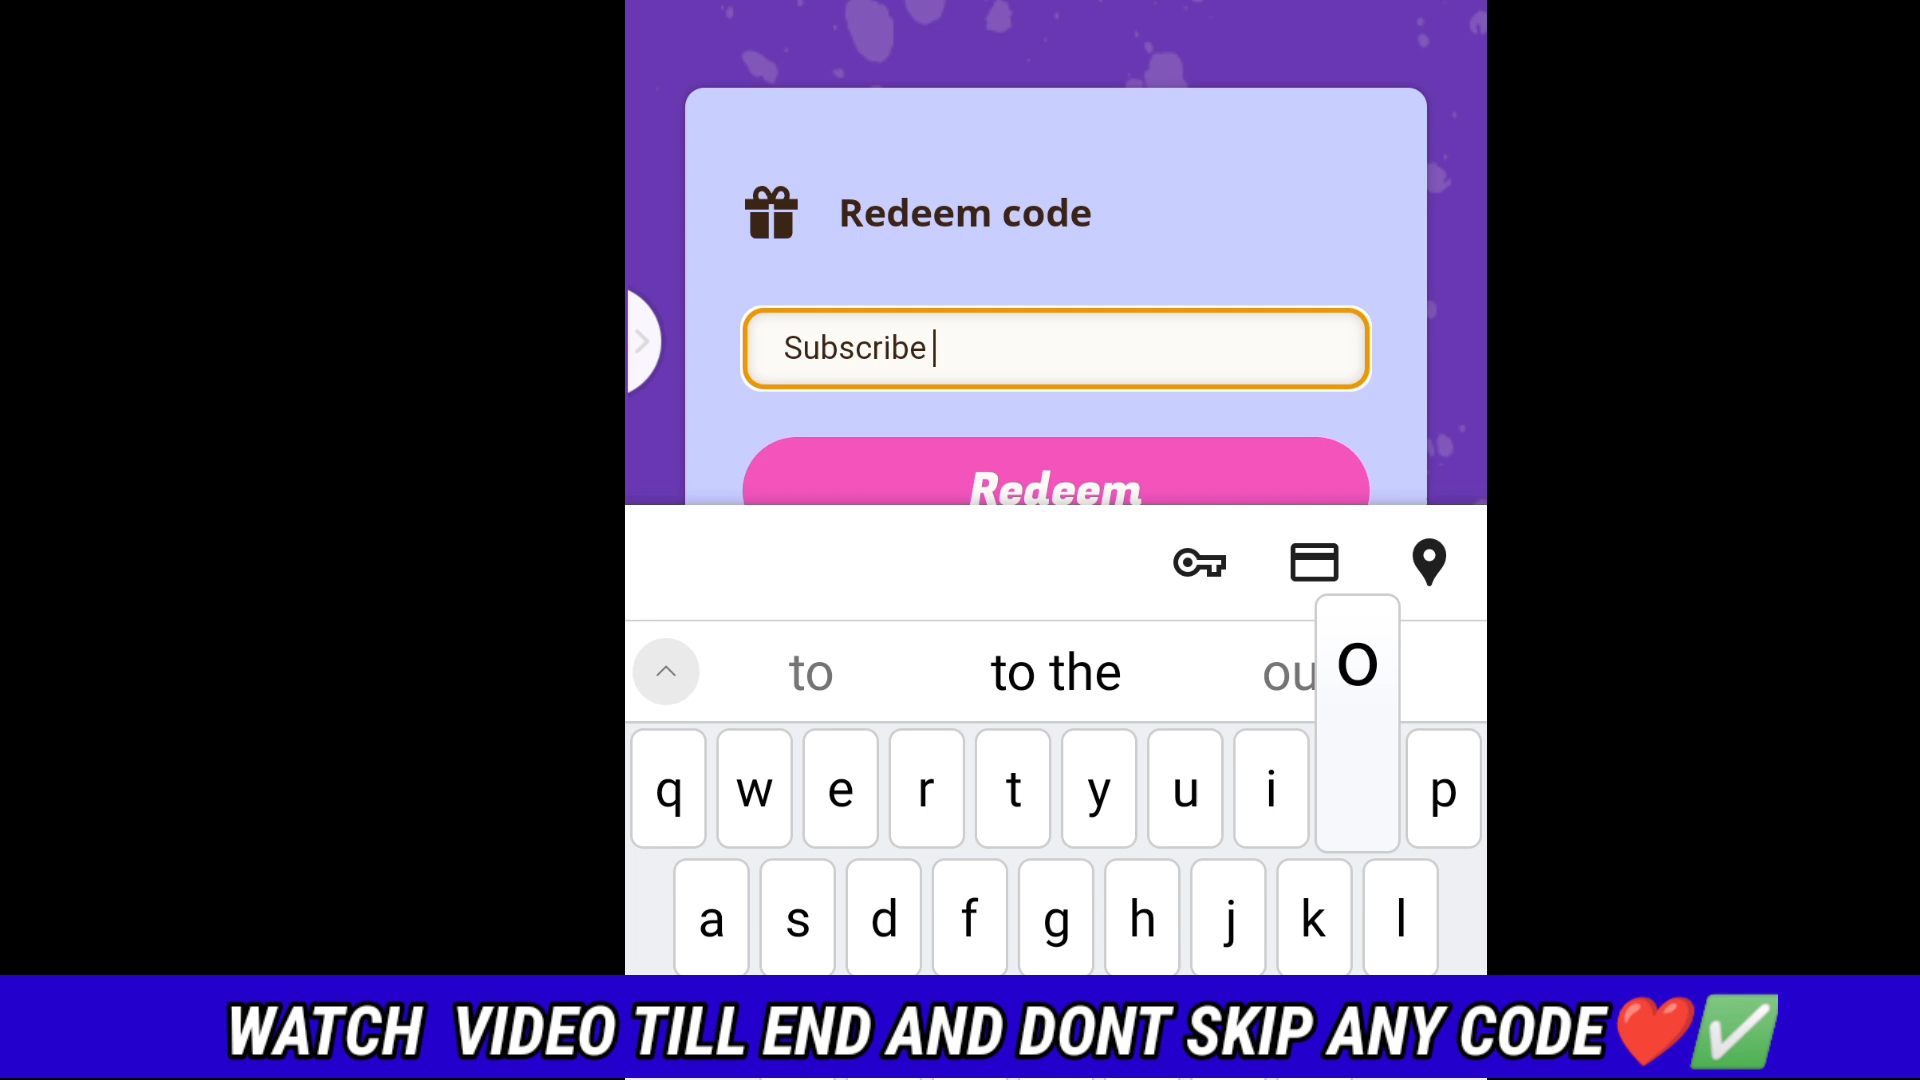 Redeem code
Subscribe
Redeem
to to the ou
o
q w e r t y u i p
a s d f g h j k l
WATCH VIDEO TILL END AND DONT SKIP ANY CODE❤️✅